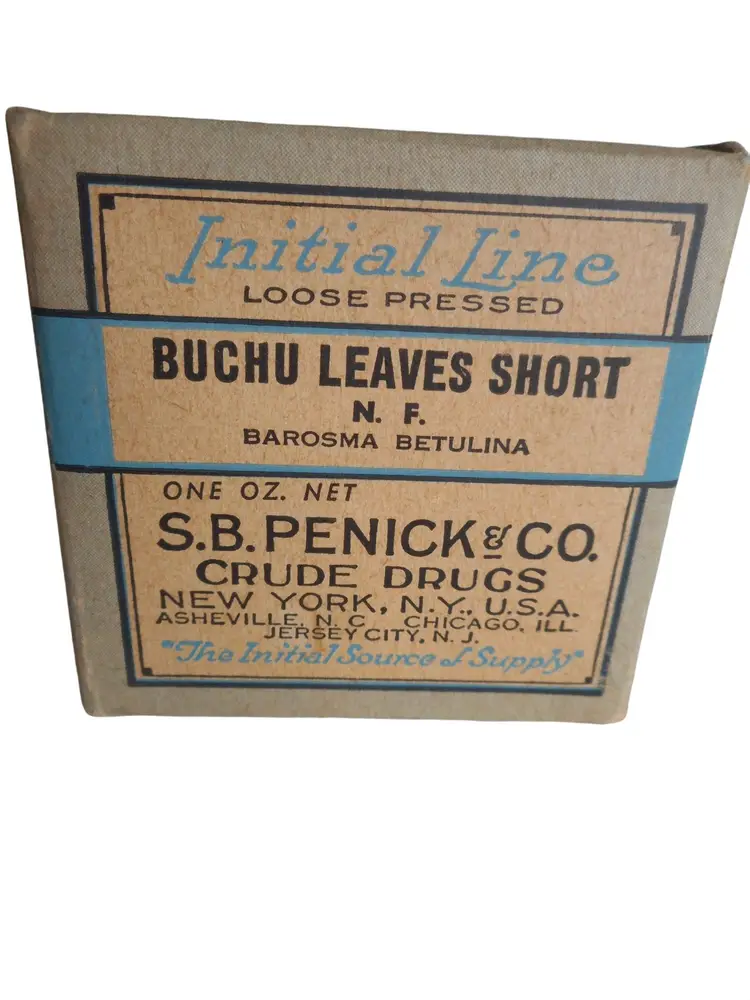 Initial Line
LOOSE PRESSED
BUCHU LEAVES SHORT
N. F.
BAROSMA BETULINA
ONE OZ. NET
S.B. PENICK & CO.
CRUDE DRUGS
NEW YORK, N.Y., U.S.A.
ASHEVILLE, N. C. CHICAGO, ILL.
JERSEY CITY, N. J.
"The Initial Source of Supply"